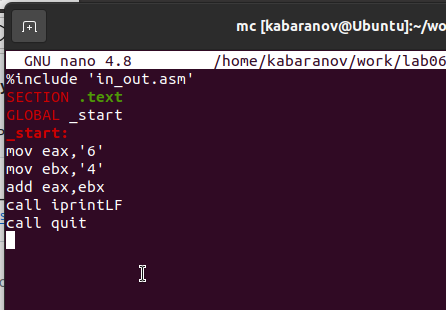 mc [kabaranov@Ubuntu]:~/wo
GNU nano 4.8 /home/kabaranov/work/lab06
%include 'in_out.asm'
SECTION .text
GLOBAL _start
_start:
mov eax,'6'
mov ebx,'4'
add eax,ebx
call iprintLF
call quit